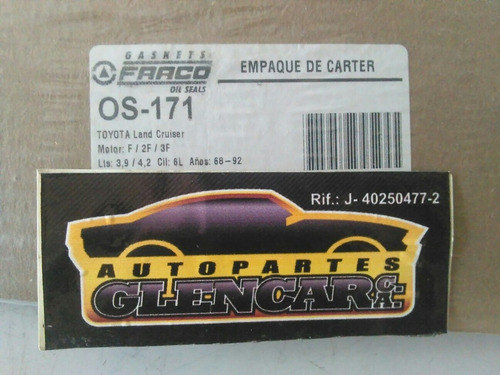 GASKETS
FRACO
OIL SEALS
EMPAQUE DE CARTER
OS-171
TOYOTA Land Cruiser
Motor: F / 2F / 3F
Lts: 3,9 / 4,2 Cil: 6L Años: 68-92
Rif.: J- 40250477-2
AUTOPARTES
GLENCAR C.A.